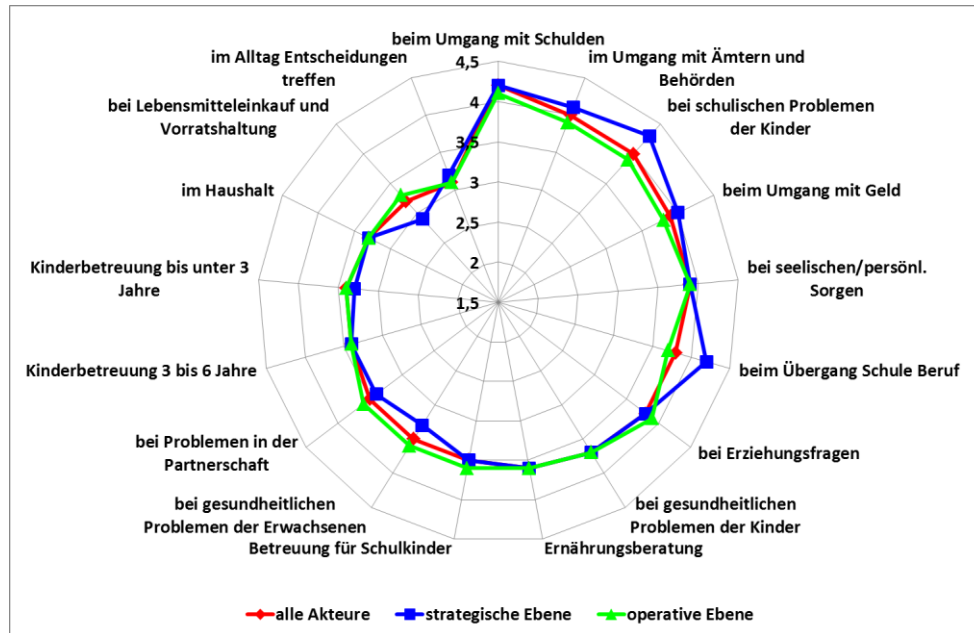 beim Umgang mit Schulden
im Umgang mit Ämtern und
Behörden
bei schulischen Problemen
der Kinder
beim Umgang mit Geld
bei seelischen/persönl.
Sorgen
beim Übergang Schule Beruf
bei Erziehungsfragen
bei gesundheitlichen
Problemen der Kinder
Ernährungsberatung
Betreuung für Schulkinder
bei gesundheitlichen
Problemen der Erwachsenen
bei Problemen in der
Partnerschaft
Kinderbetreuung 3 bis 6 Jahre
Kinderbetreuung bis unter 3
Jahre
im Haushalt
bei Lebensmitteleinkauf und
Vorratshaltung
im Alltag Entscheidungen
treffen
4,5
4
3,5
3
2,5
2
1,5
alle Akteure
strategische Ebene
operative Ebene